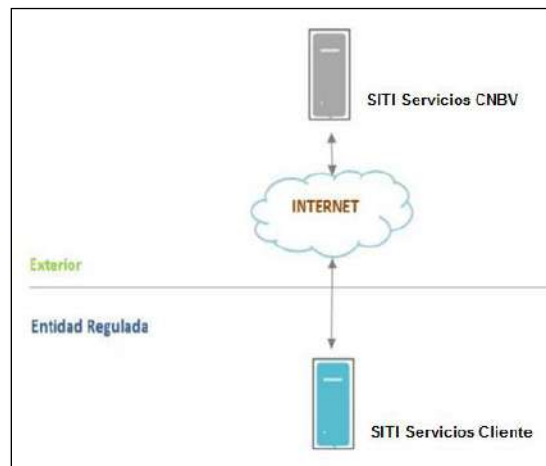 SITI Servicios CNBV
INTERNET
Exterior
Entidad Regulada
SITI Servicios Cliente